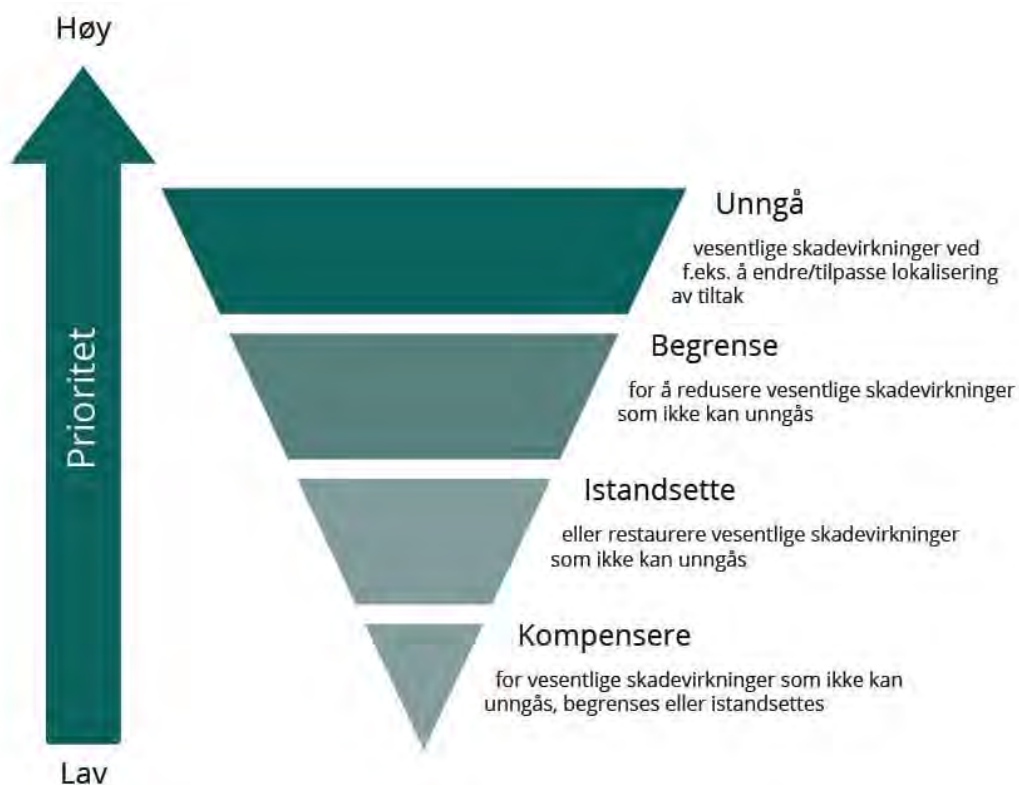 Høy
Prioritet
Unngå
vesentlige skadevirkninger ved
f.eks. å endre/tilpasse lokalisering
av tiltak
Begrense
for å redusere vesentlige skadevirkninger
som ikke kan unngås
Istandsette
eller restaurere vesentlige skadevirkninger
som ikke kan unngås
Kompensere
for vesentlige skadevirkninger som ikke kan
unngås, begrenses eller istandsettes
Lav